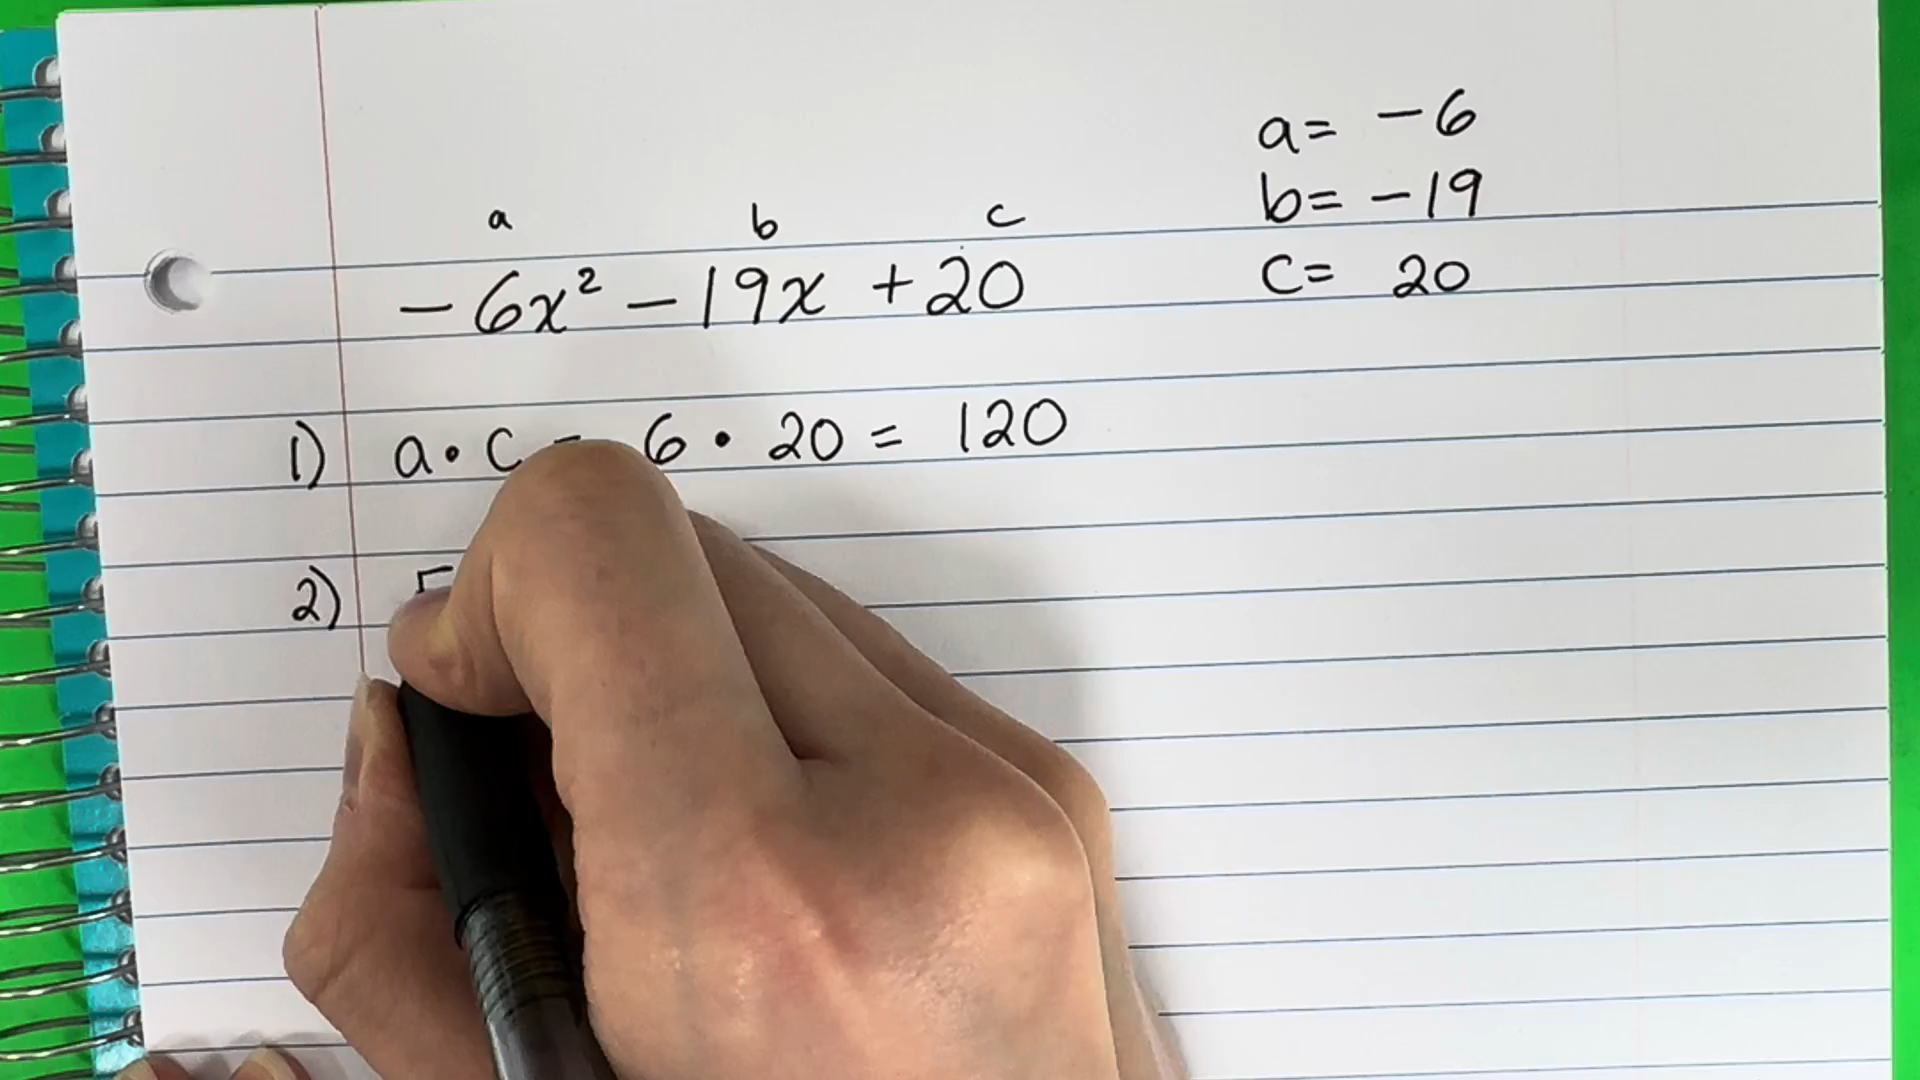 a = -6
b = -19
a b c
c = 20
-6x² - 19x + 20
1) a · c = 6 · 20 = 120
2) F